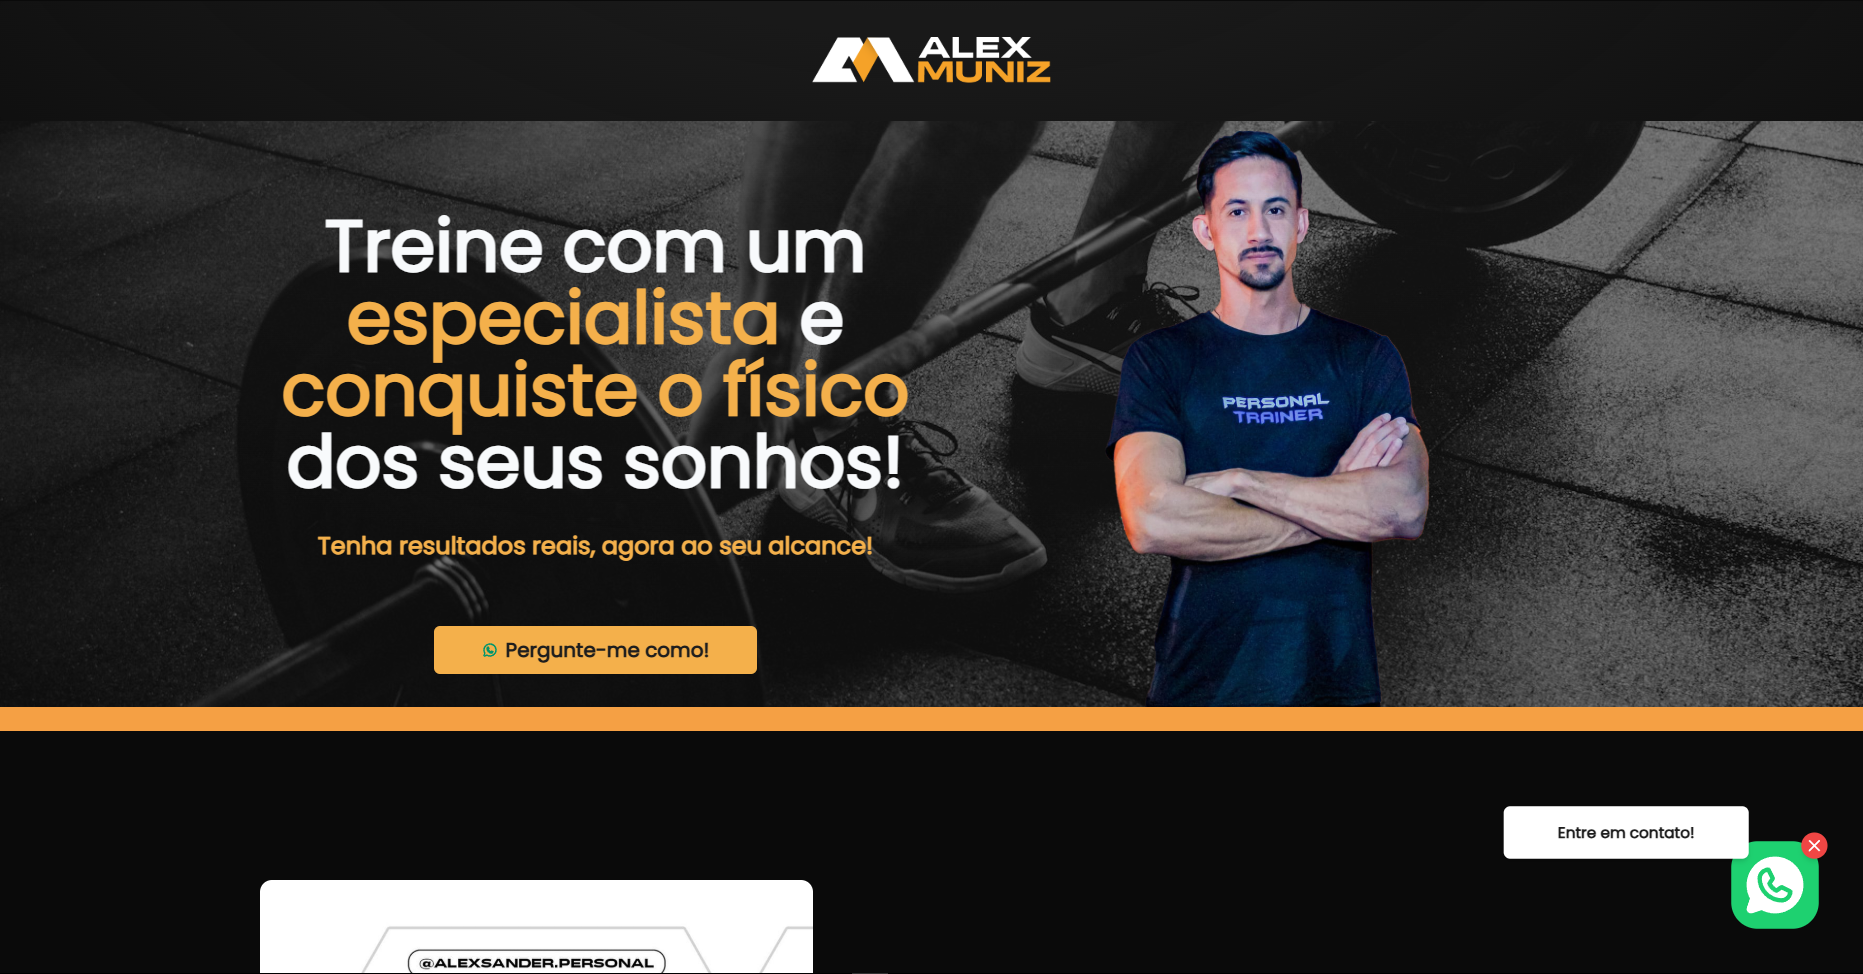 ALEX
MUNIZ
Treine com um
especialista e
conquiste o físico
dos seus sonhos!
Tenha resultados reais, agora ao seu alcance!
Pergunte-me como!
PERSONAL
TRAINER
Entre em contato!
@ALEXSANDER.PERSONAL